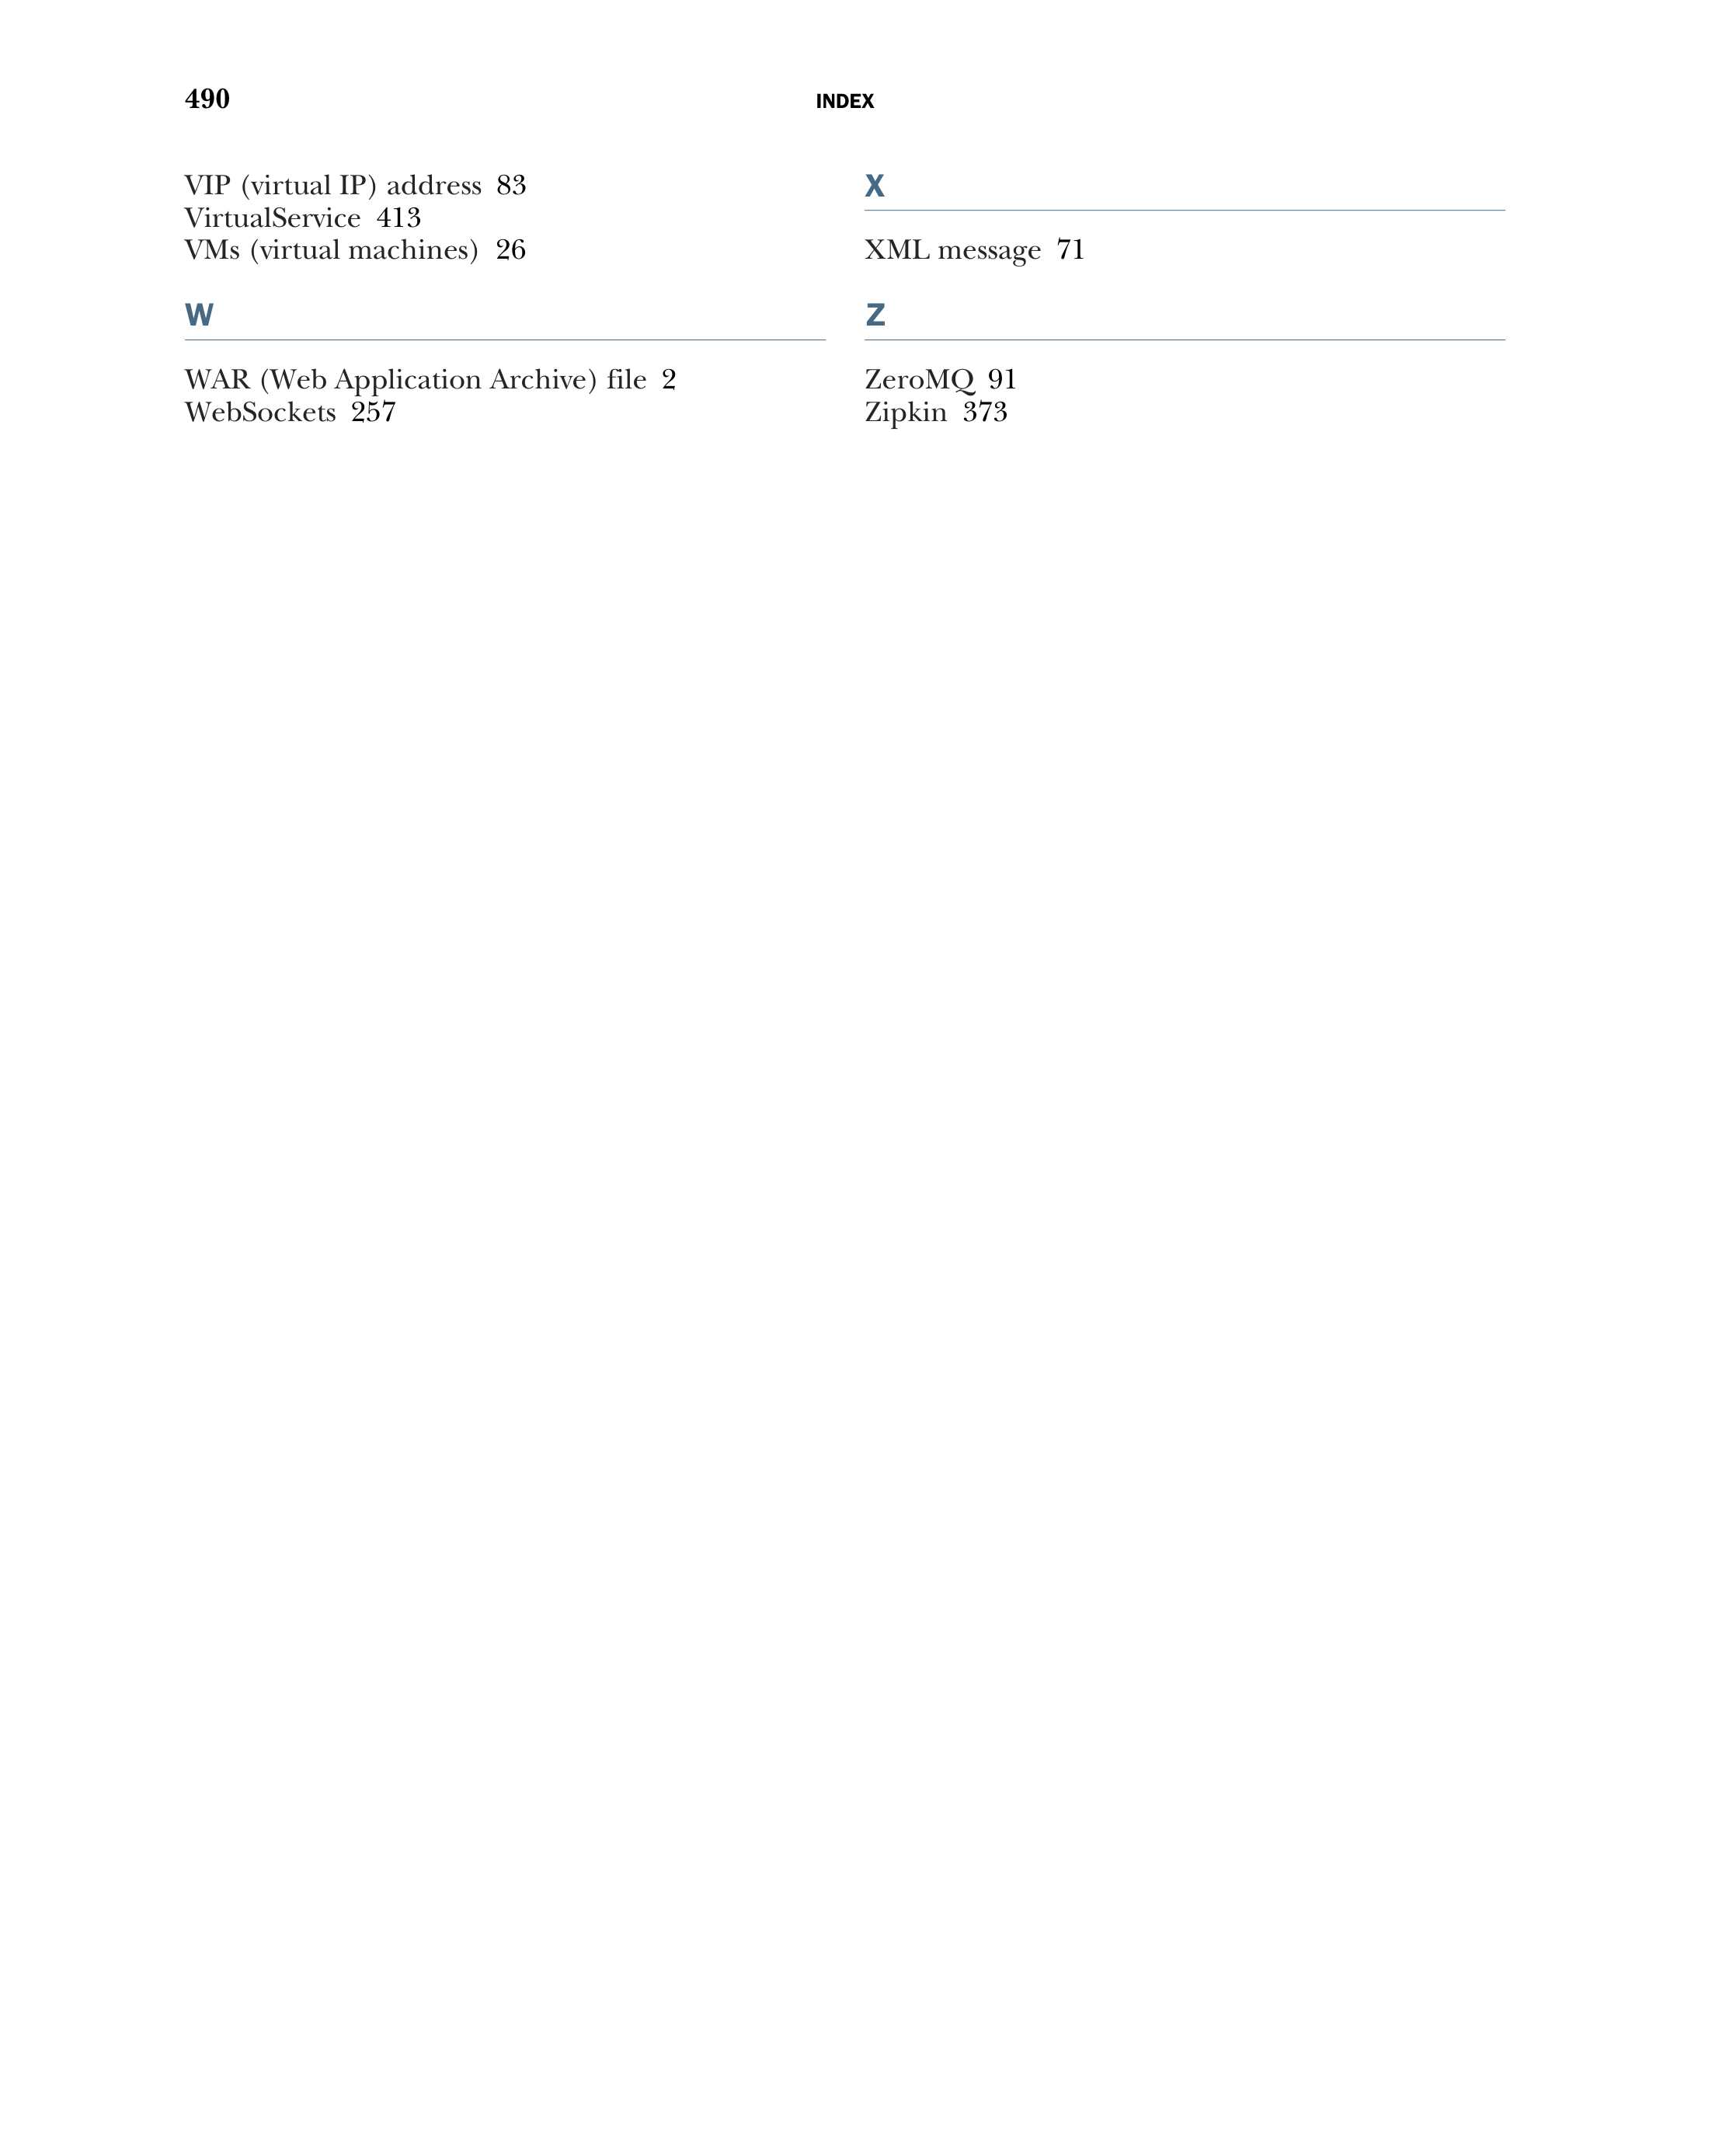 490
INDEX
VIP (virtual IP) address 83
VirtualService 413
VMs (virtual machines) 26
W
WAR (Web Application Archive) file 2
WebSockets 257
X
XML message 71
Z
ZeroMQ 91
Zipkin 373